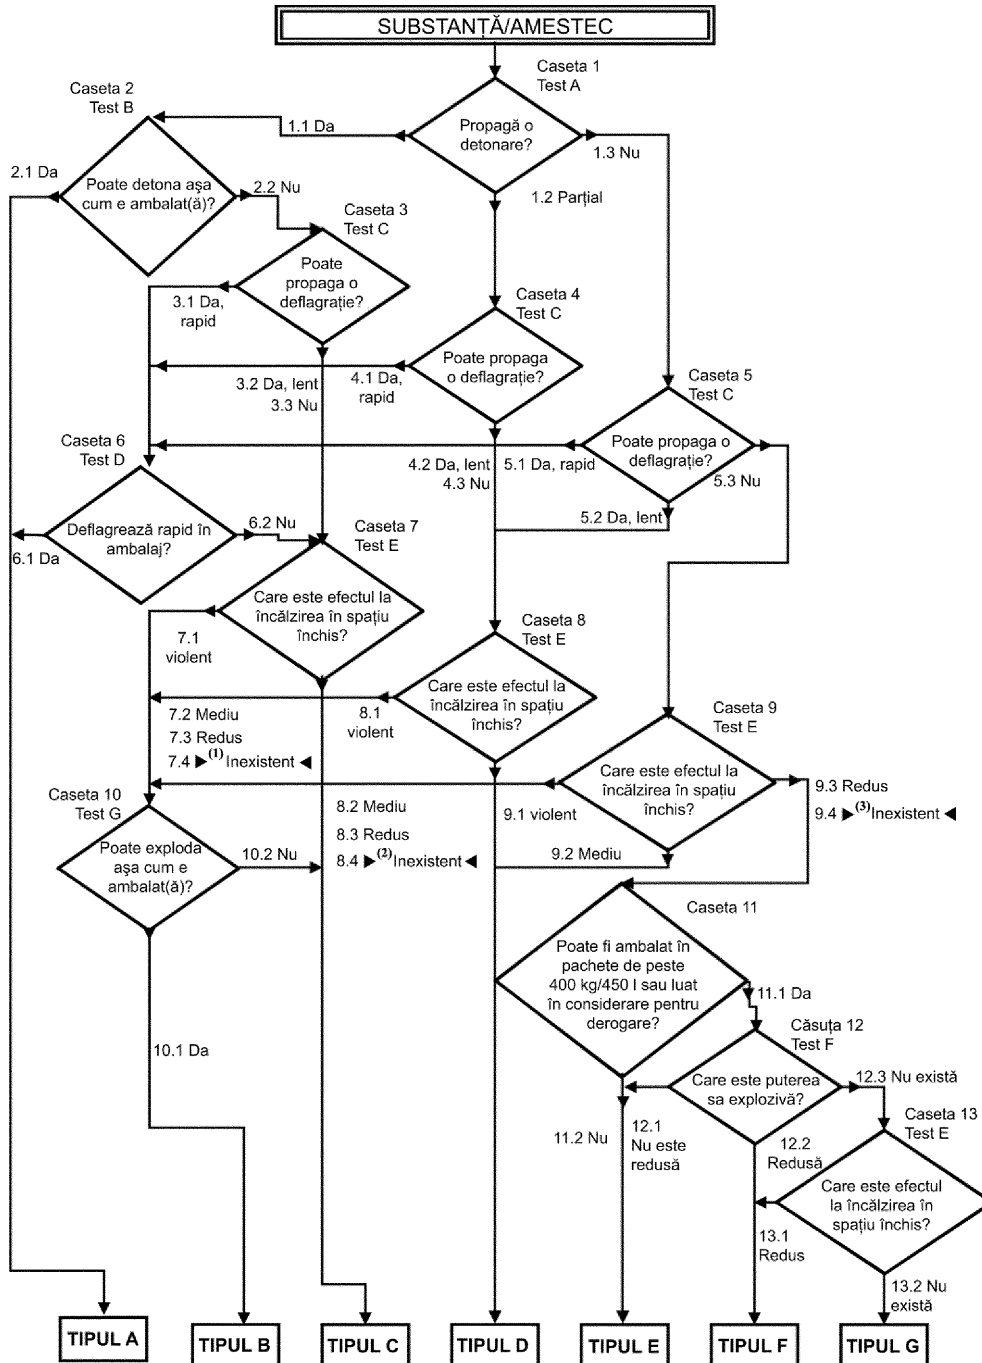 SUBSTANȚĂ/AMESTEC
Caseta 1
Test A
Propagă o
detonare?
1.1 Da
1.3 Nu
1.2 Parțial
Caseta 2
Test B
Poate detona așa
cum e ambalat(ă)?
2.1 Da
2.2 Nu
Caseta 3
Test C
Poate
propaga o
deflagrație?
3.1 Da,
rapid
3.2 Da, lent
3.3 Nu
Caseta 4
Test C
Poate propaga
o deflagrație?
4.1 Da,
rapid
4.2 Da, lent
4.3 Nu
Caseta 5
Test C
Poate propaga o
deflagrație?
5.1 Da, rapid
5.3 Nu
5.2 Da, lent
Caseta 6
Test D
Deflagrează rapid în
ambalaj?
6.1 Da
6.2 Nu
Caseta 7
Test E
Care este efectul la
încălzirea în spațiu
închis?
7.1
violent
7.2 Mediu
7.3 Redus
7.4 ►(1) Inexistent ◄
Caseta 8
Test E
Care este efectul la
încălzirea în spațiu
închis?
8.1
violent
8.2 Mediu
8.3 Redus
8.4 ►(2) Inexistent ◄
Caseta 9
Test E
Care este efectul la
încălzirea în spațiu
închis?
9.1 violent
9.2 Mediu
9.3 Redus
9.4 ►(3) Inexistent ◄
Caseta 10
Test G
Poate exploda
așa cum e
ambalat(ă)?
10.2 Nu
10.1 Da
Caseta 11
Poate fi ambalat în
pachete de peste
400 kg/450 l sau luat
în considerare pentru
derogare?
11.1 Da
11.2 Nu
Căsuța 12
Test F
Care este puterea
sa explozivă?
12.1
Nu este
redusă
12.2
Redusă
12.3 Nu există
Caseta 13
Test E
Care este efectul
la încălzirea în
spațiu închis?
13.1
Redus
13.2 Nu
există
TIPUL A
TIPUL B
TIPUL C
TIPUL D
TIPUL E
TIPUL F
TIPUL G